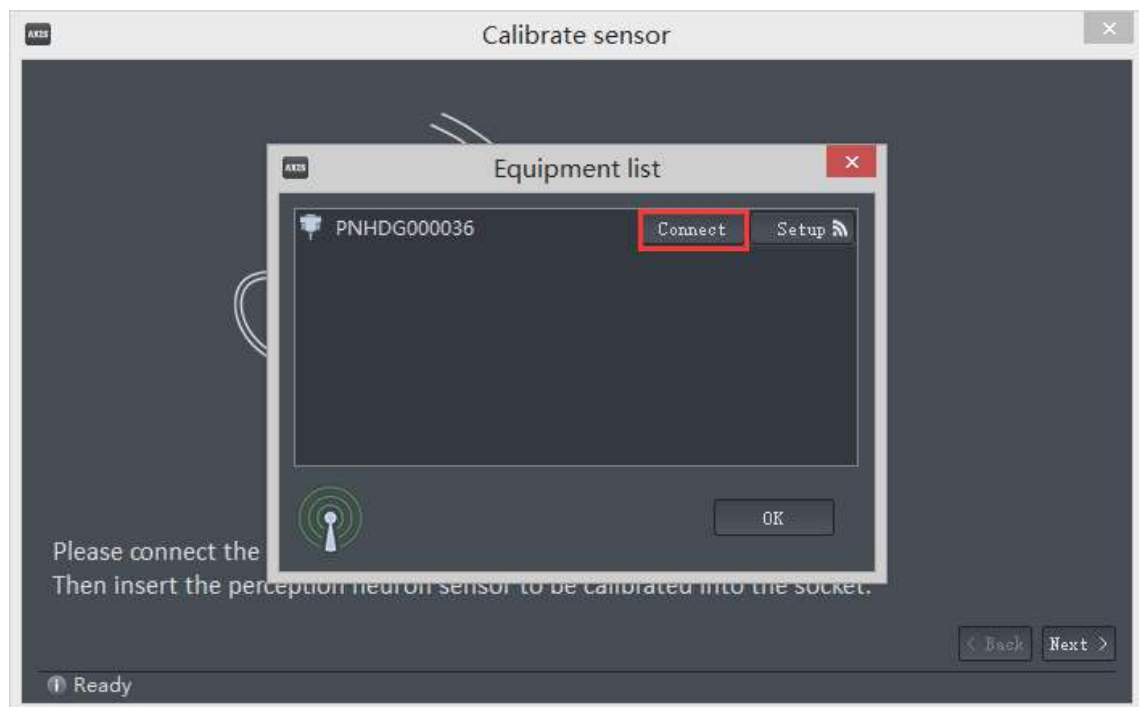 AXIS
Calibrate sensor
AXIS
Equipment list
PNHDG000036
Connect
Setup
OK
Please connect the
Then insert the perception neuron sensor to be calibrated into the socket.
< Back
Next >
Ready